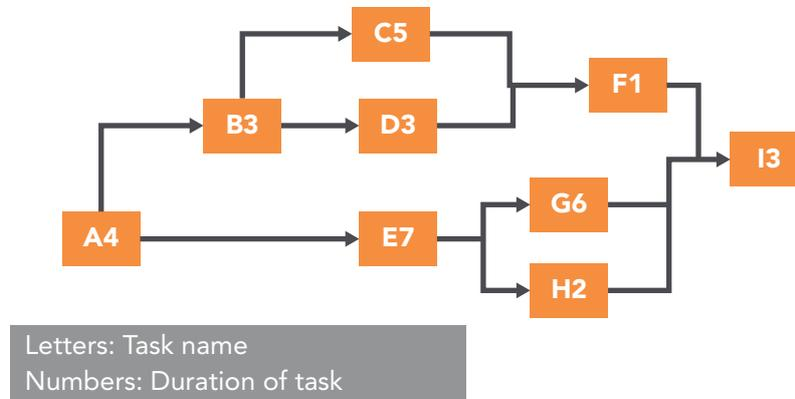 C5
F1
B3
D3
I3
G6
A4
E7
H2
Letters: Task name
Numbers: Duration of task